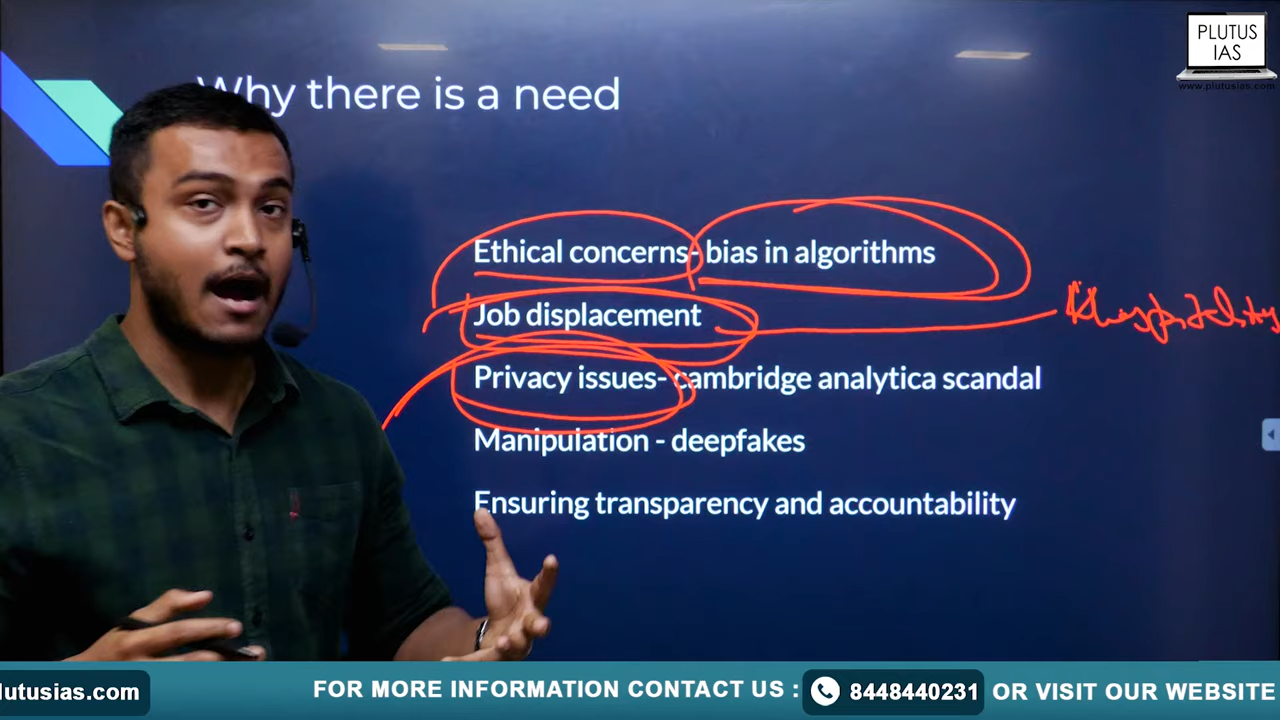 PLUTUS
IAS
www.plutusias.com
Why there is a need
Ethical concerns- bias in algorithms
Job displacement
Privacy issues- cambridge analytica scandal
Manipulation - deepfakes
Ensuring transparency and accountability
lutusias.com
FOR MORE INFORMATION CONTACT US : 8448440231 OR VISIT OUR WEBSITE